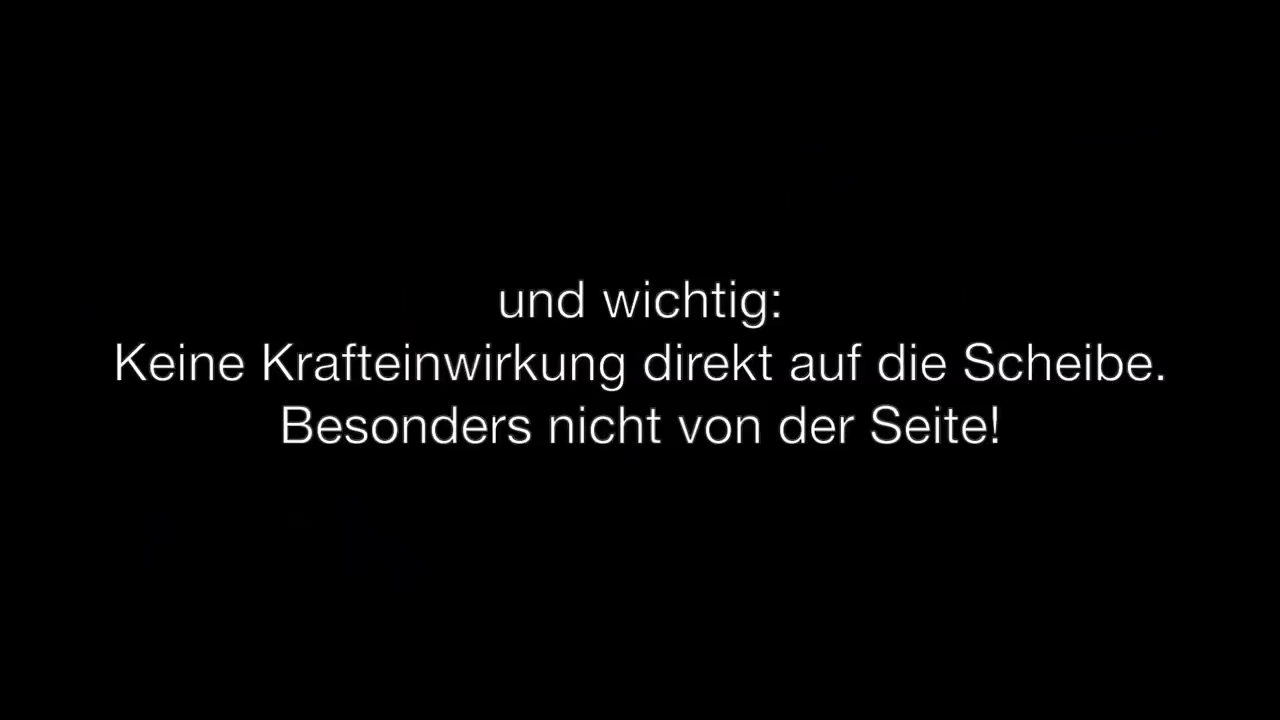 und wichtig:
Keine Krafteinwirkung direkt auf die Scheibe.
Besonders nicht von der Seite!